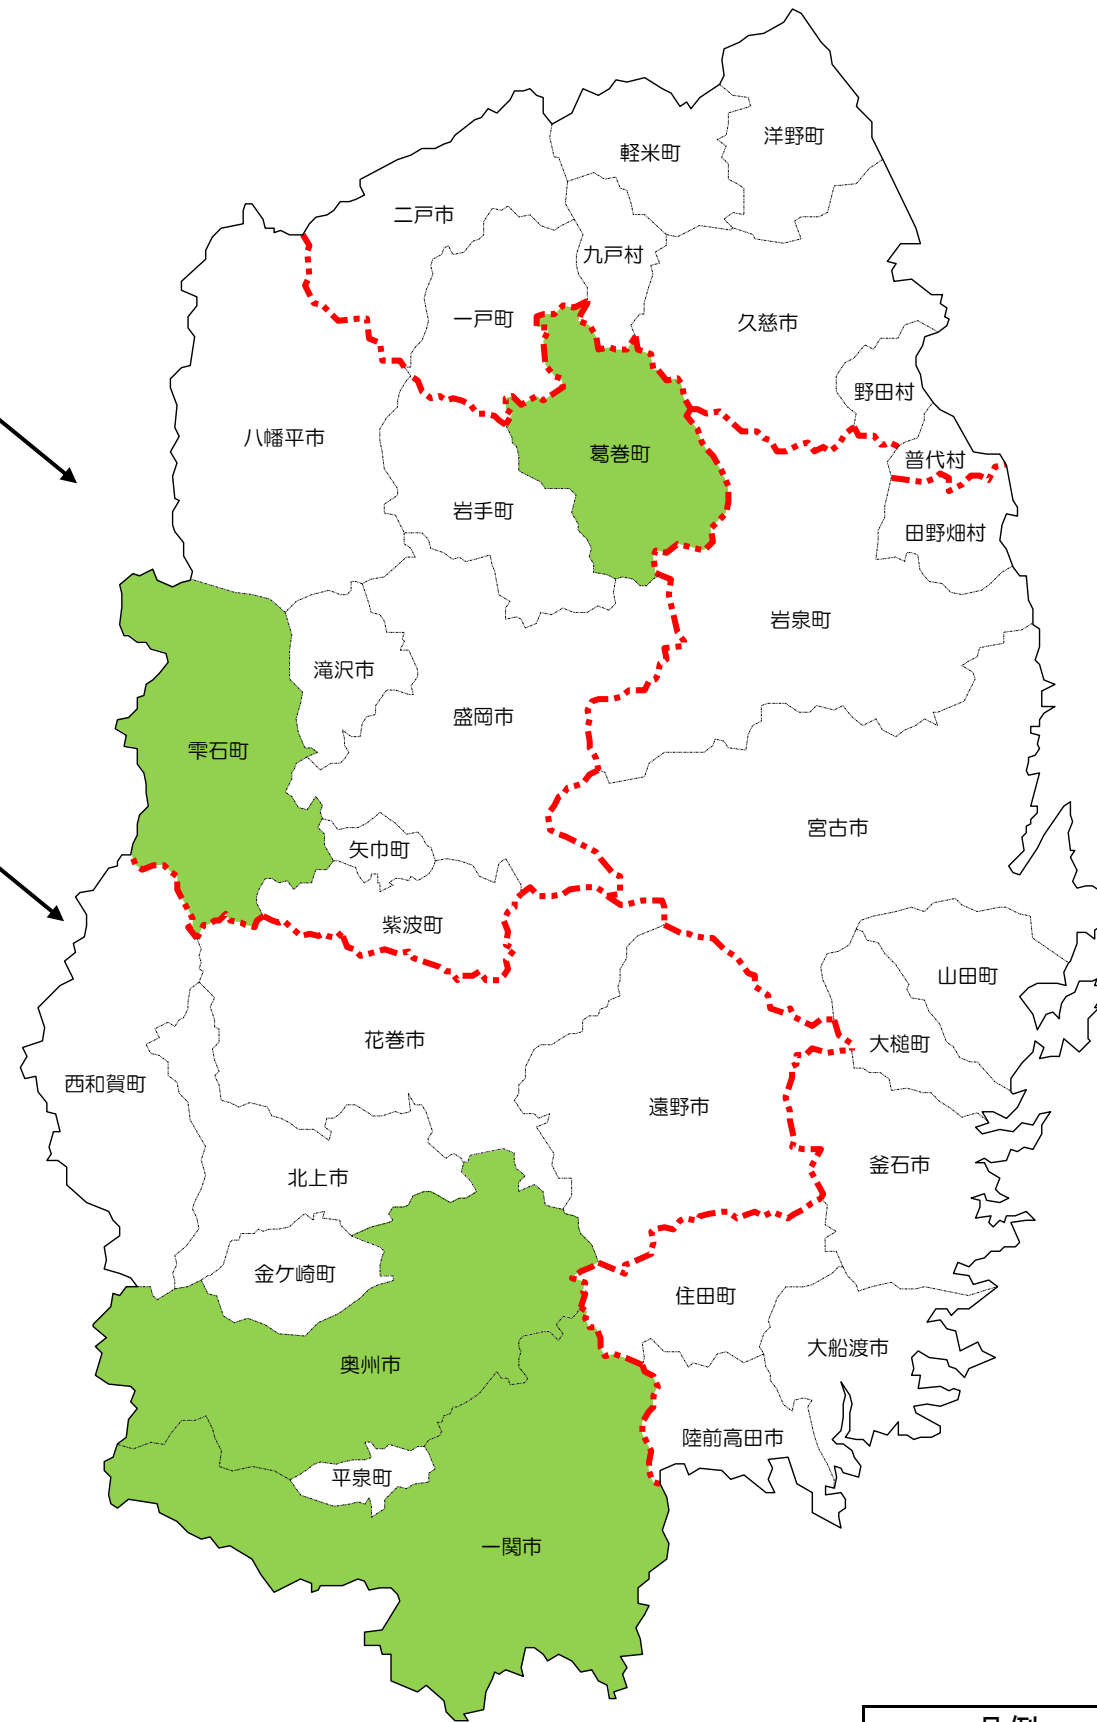 洋野町
軽米町
二戸市
九戸村
一戸町
久慈市
野田村
八幡平市
葛巻町
普代村
岩手町
田野畑村
岩泉町
滝沢市
盛岡市
雫石町
宮古市
矢巾町
紫波町
山田町
花巻市
大槌町
西和賀町
遠野市
釜石市
北上市
金ケ崎町
住田町
大船渡市
奥州市
陸前高田市
平泉町
一関市
凡例